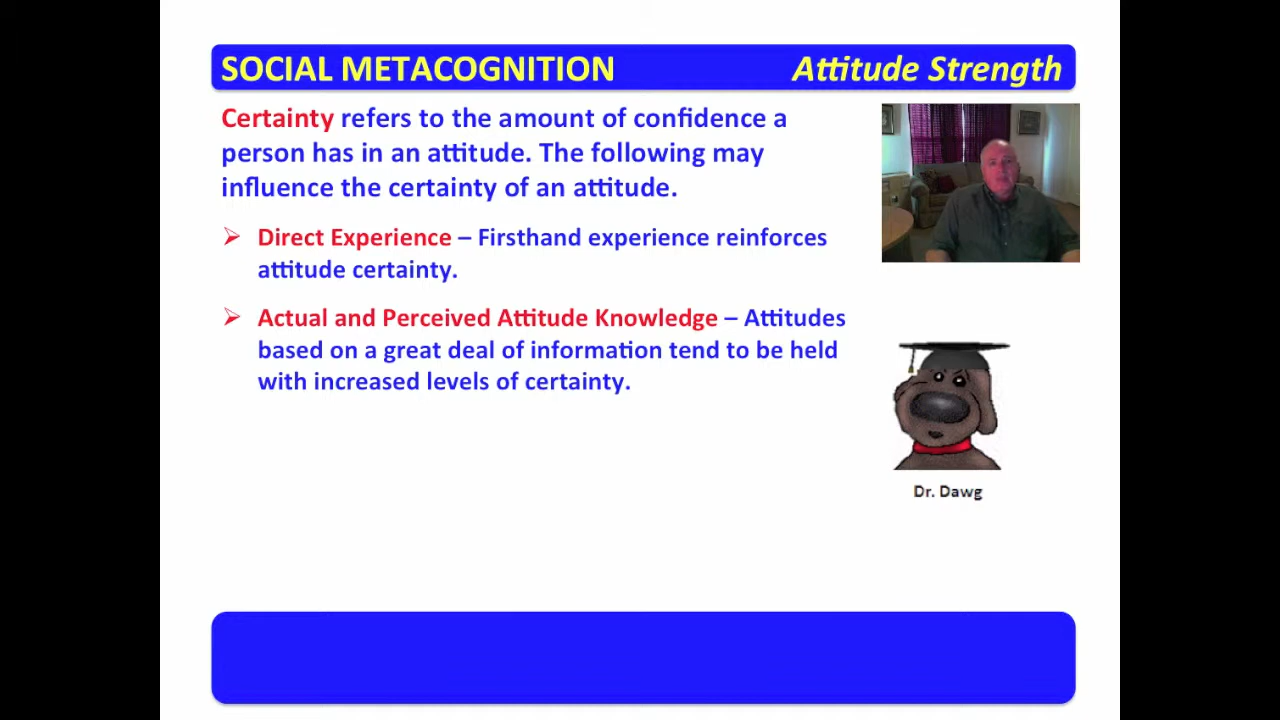 SOCIAL METACOGNITION Attitude Strength
Certainty refers to the amount of confidence a
person has in an attitude. The following may
influence the certainty of an attitude.
➢ Direct Experience – Firsthand experience reinforces
attitude certainty.
➢ Actual and Perceived Attitude Knowledge – Attitudes
based on a great deal of information tend to be held
with increased levels of certainty.
Dr. Dawg